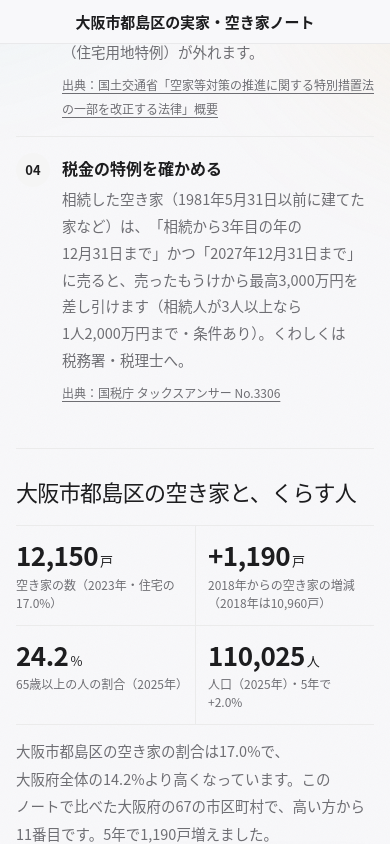 大阪市都島区の実家・空き家ノート
（住宅用地特例）が外れます。
出典：国土交通省「空家等対策の推進に関する特別措置法
の一部を改正する法律」概要
04 税金の特例を確かめる
相続した空き家（1981年5月31日以前に建てた
家など）は、「相続から3年目の年の
12月31日まで」かつ「2027年12月31日まで」
に売ると、売ったもうけから最高3,000万円を
差し引けます（相続人が3人以上なら
1人2,000万円まで・条件あり）。くわしくは
税務署・税理士へ。
出典：国税庁 タックスアンサー No.3306
大阪市都島区の空き家と、くらす人
12,150戸
空き家の数（2023年・住宅の
17.0%）
+1,190戸
2018年からの空き家の増減
（2018年は10,960戸）
24.2%
65歳以上の人の割合（2025年）
110,025人
人口（2025年）・5年で
+2.0%
大阪市都島区の空き家の割合は17.0%で、
大阪府全体の14.2%より高くなっています。この
ノートで比べた大阪府の67の市区町村で、高い方から
11番目です。5年で1,190戸増えました。